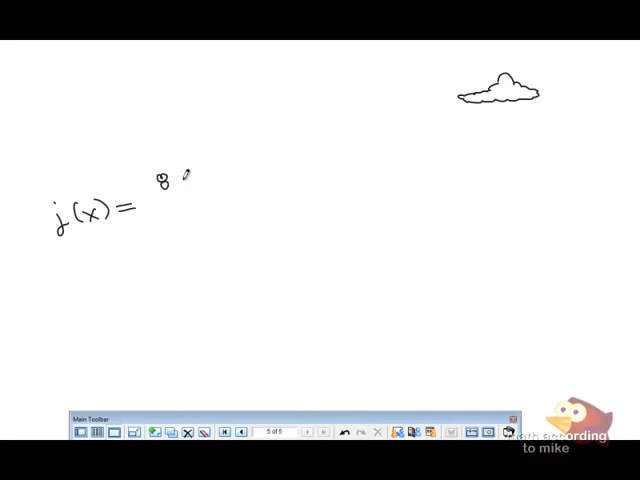 8
j(x) =
Main Toolbar
5 of 5
math according
to mike